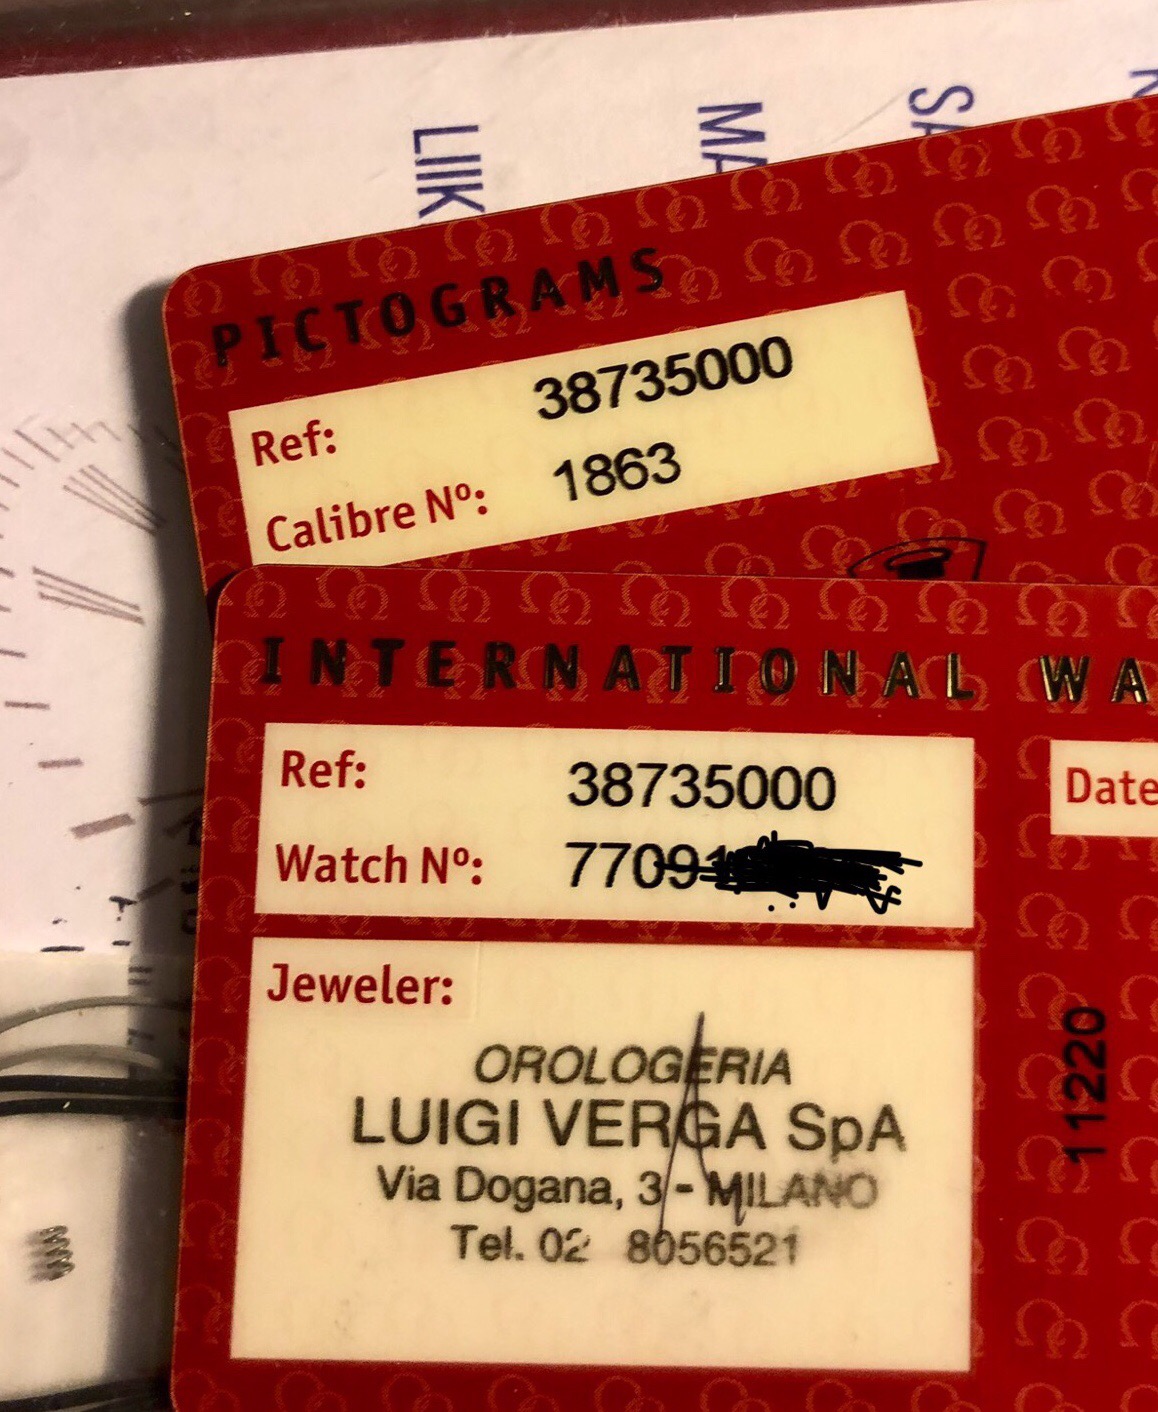 LIIK
MA
SA
PICTOGRAMS
Ref: 38735000
Calibre Nº: 1863
INTERNATIONAL WA
Ref: 38735000
Watch Nº: 7709
Date
Jeweler:
OROLOGERIA
LUIGI VERGA SpA
Via Dogana, 3 - MILANO
Tel. 02 8056521
11220